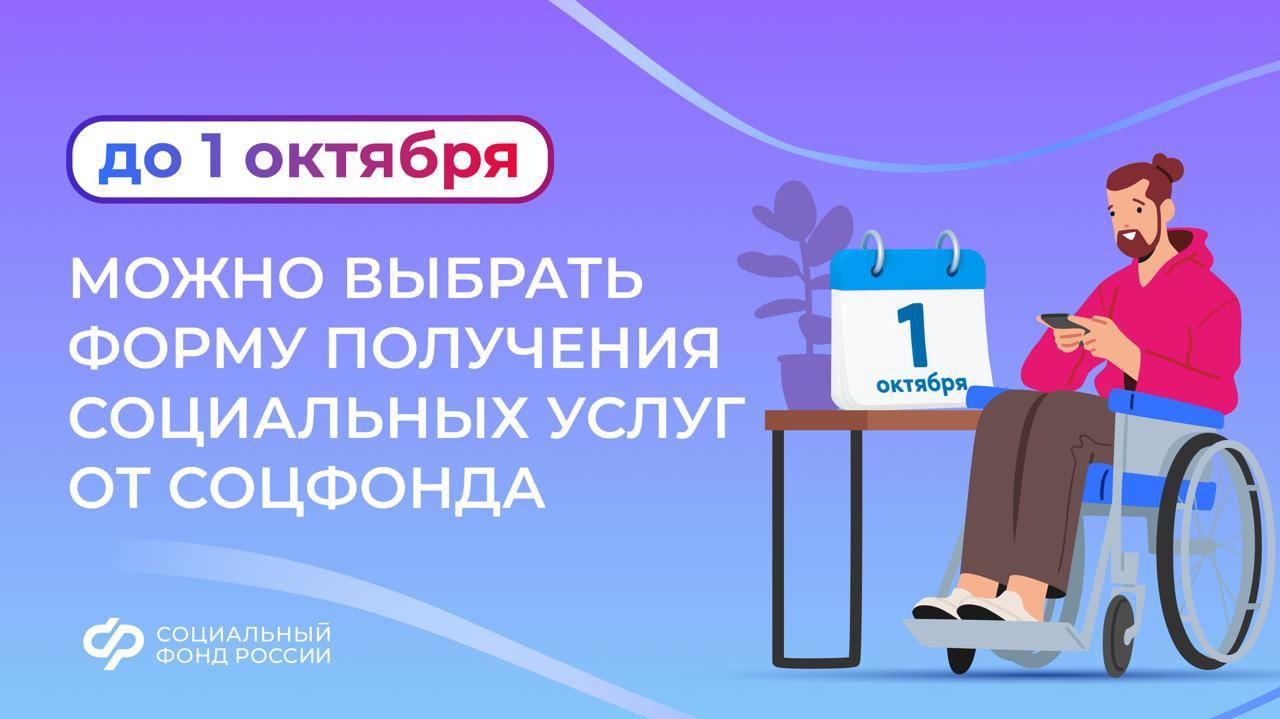 до 1 октября
МОЖНО ВЫБРАТЬ
ФОРМУ ПОЛУЧЕНИЯ
СОЦИАЛЬНЫХ УСЛУГ
ОТ СОЦФОНДА
1
октября
СОЦИАЛЬНЫЙ
ФОНД РОССИИ